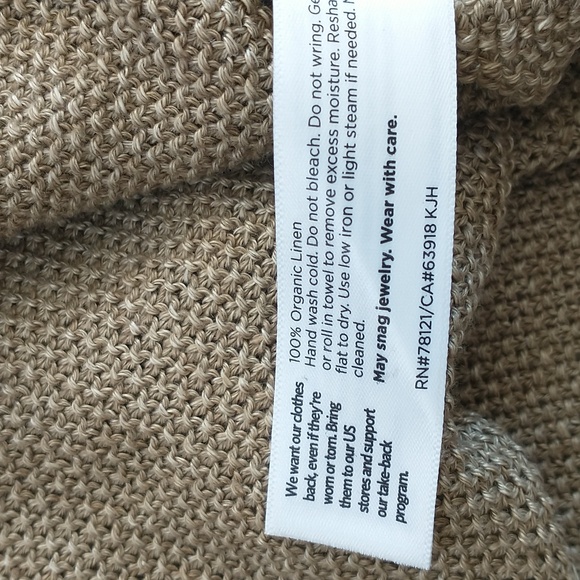 We want our clothes
back, even if they're
worn or torn. Bring
them to our US
stores and support
our take-back
program.
100% Organic Linen
Hand wash cold. Do not bleach. Do not wring.
or roll in towel to remove excess moisture.
flat to dry. Use low iron or light steam if needed.
cleaned.
May snag jewelry. Wear with care.
RN#78121/CA#63918 KJH